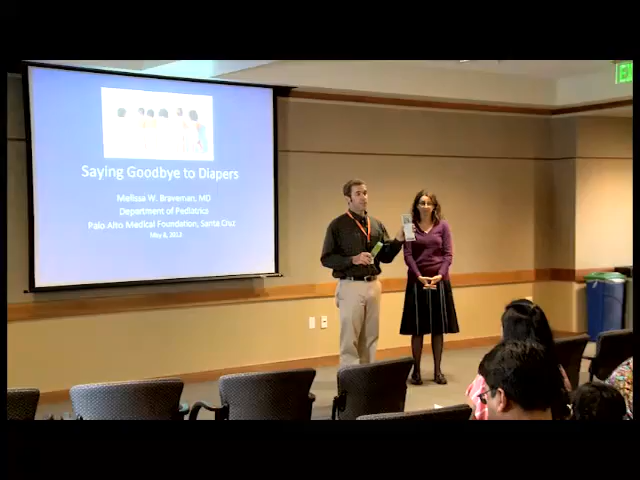 Saying Goodbye to Diapers
Melissa W. Braveman, MD
Department of Pediatrics
Palo Alto Medical Foundation, Santa Cruz
May 8, 2012